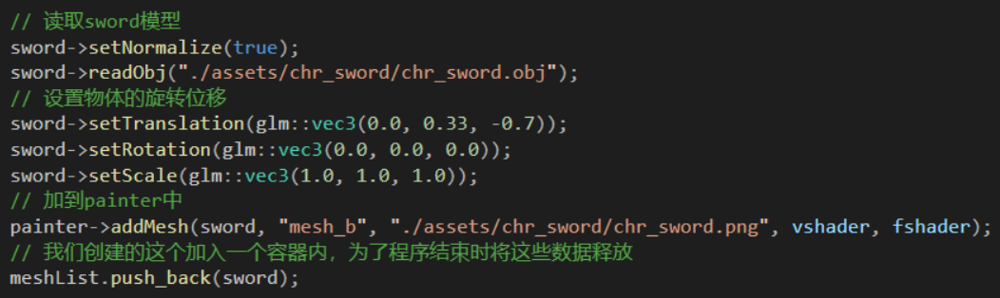 // 读取sword模型
sword->setNormalize(true);
sword->readObj("./assets/chr_sword/chr_sword.obj");
// 设置物体的旋转位移
sword->setTranslation(glm::vec3(0.0, 0.33, -0.7));
sword->setRotation(glm::vec3(0.0, 0.0, 0.0));
sword->setScale(glm::vec3(1.0, 1.0, 1.0));
// 加到painter中
painter->addMesh(sword, "mesh_b", "./assets/chr_sword/chr_sword.png", vshader, fshader);
// 我们创建的这个加入一个容器内，为了程序结束时将这些数据释放
meshList.push_back(sword);